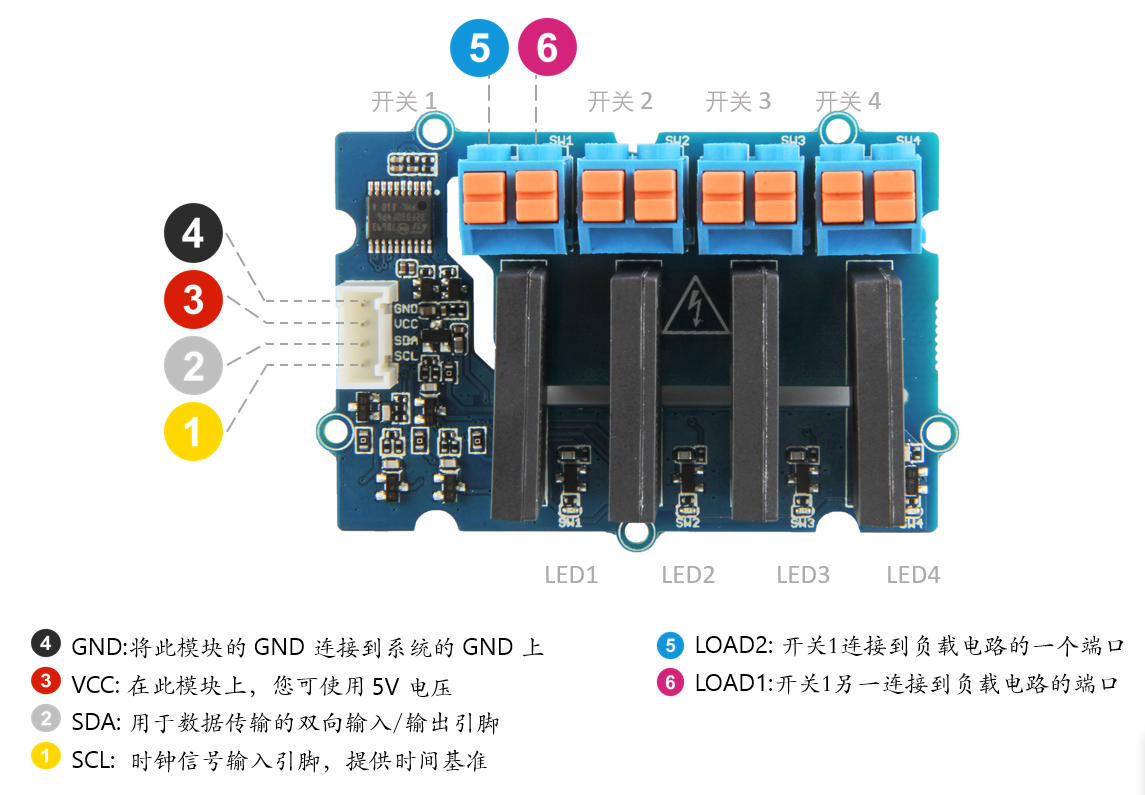 5 6
开关 1 开关 2 开关 3 开关 4
SW1 SW2 SW3 SW4
4
3
2
1
GND
VCC
SDA
SCL
SW1 SW2 SW3 SW4
LED1 LED2 LED3 LED4
4 GND:将此模块的 GND 连接到系统的 GND 上
3 VCC: 在此模块上，您可使用 5V 电压
2 SDA: 用于数据传输的双向输入/输出引脚
1 SCL: 时钟信号输入引脚，提供时间基准
5 LOAD2: 开关1连接到负载电路的一个端口
6 LOAD1:开关1另一连接到负载电路的端口